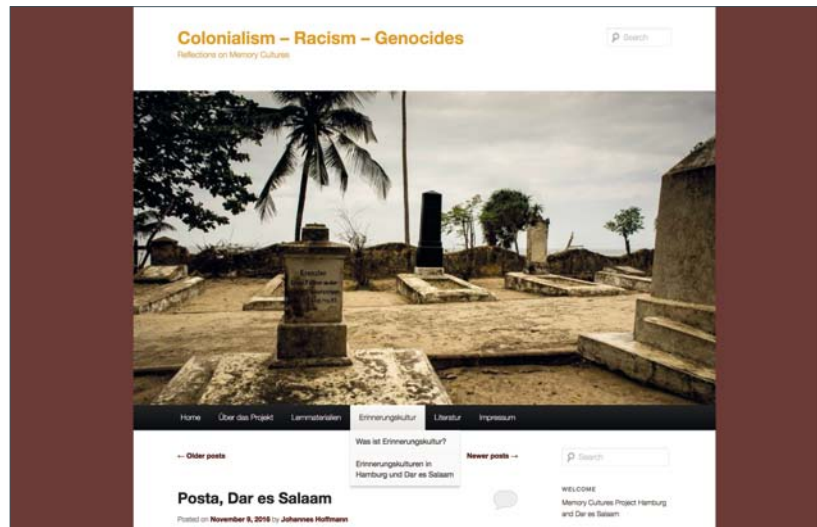 Colonialism – Racism – Genocides
Reflections on Memory Cultures
Search
Home Über das Projekt Lernmaterialien Erinnerungskultur Literatur Impressum
Was ist Erinnerungskultur?
Erinnerungskulturen in
Hamburg und Dar es Salaam
← Older posts
Newer posts →
Search
Posta, Dar es Salaam
Posted on November 9, 2016 by Johannes Hoffmann
WELCOME
Memory Cultures Project Hamburg
and Dar es Salaam